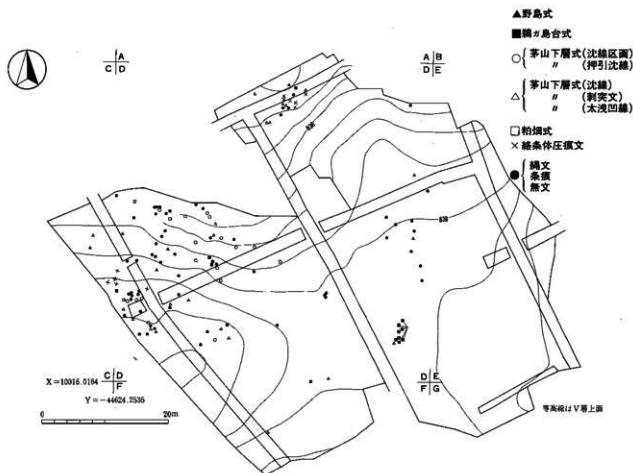 ▲野島式
■鵜ガ島台式
○ 茅山下層式(沈線区画)
〃 (押引沈線)
△ 茅山下層式(沈線)
〃 (刺突文)
〃 (太浅凹線)
□粕畑式
×絡条体圧痕文
● 縄文
条痕
無文
A
C D
A B
D E
C D
F
D E
F G
X=10016.0164
Y=-44624.2535
0 20m
等高線はV層上面